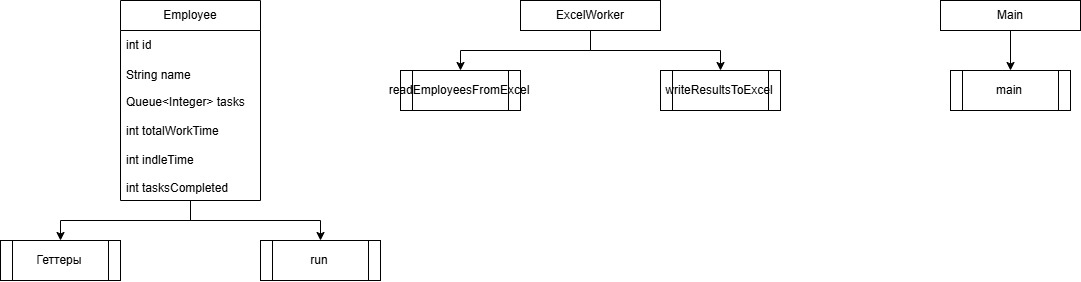 Employee
int id
String name
Queue<Integer> tasks
int totalWorkTime
int indleTime
int tasksCompleted
Геттеры
run
ExcelWorker
readEmployeesFromExcel
writeResultsToExcel
Main
main